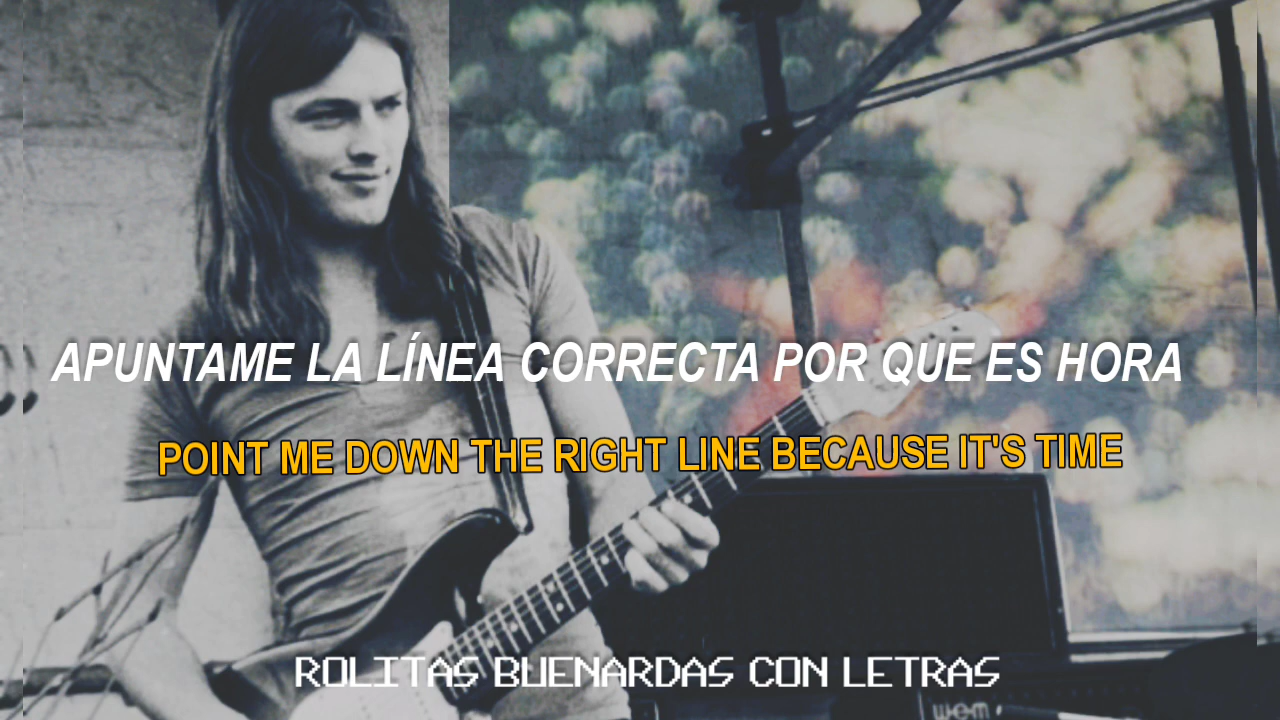 APUNTAME LA LÍNEA CORRECTA POR QUE ES HORA
POINT ME DOWN THE RIGHT LINE BECAUSE IT'S TIME
ROLITAS BUENARDAS CON LETRAS
wem